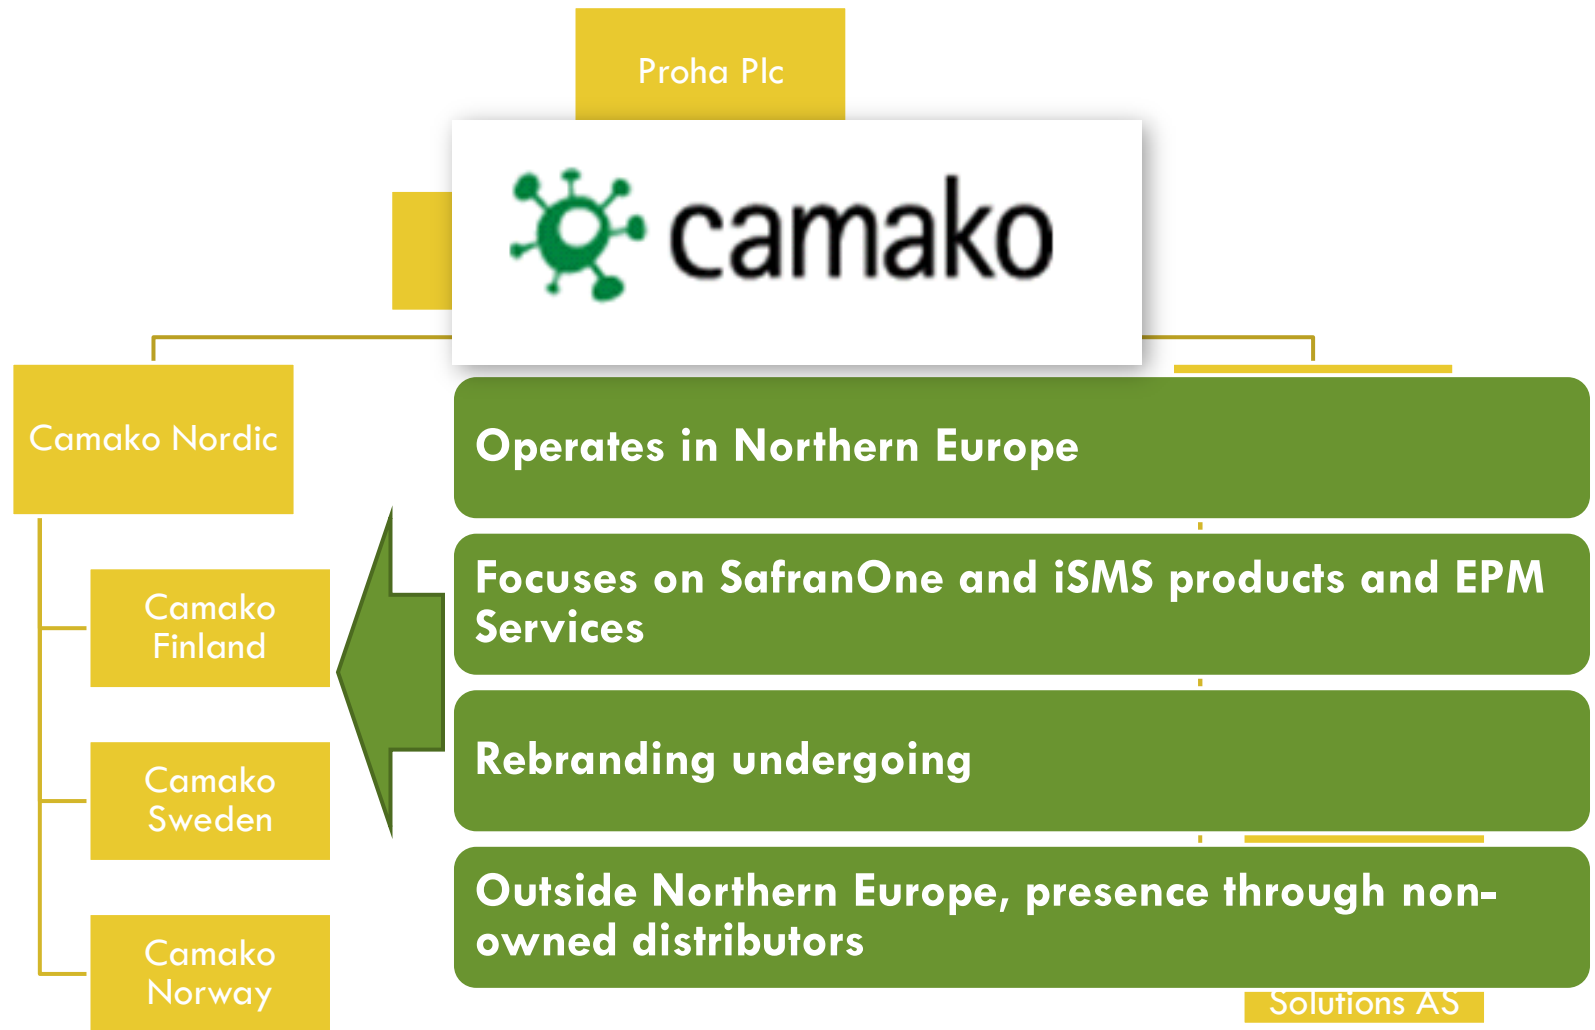 Proha Plc
camako
Camako Nordic
Operates in Northern Europe
Focuses on SafranOne and iSMS products and EPM
Services
Camako
Finland
Rebranding undergoing
Camako
Sweden
Outside Northern Europe, presence through non-
owned distributors
Camako
Norway
Solutions AS